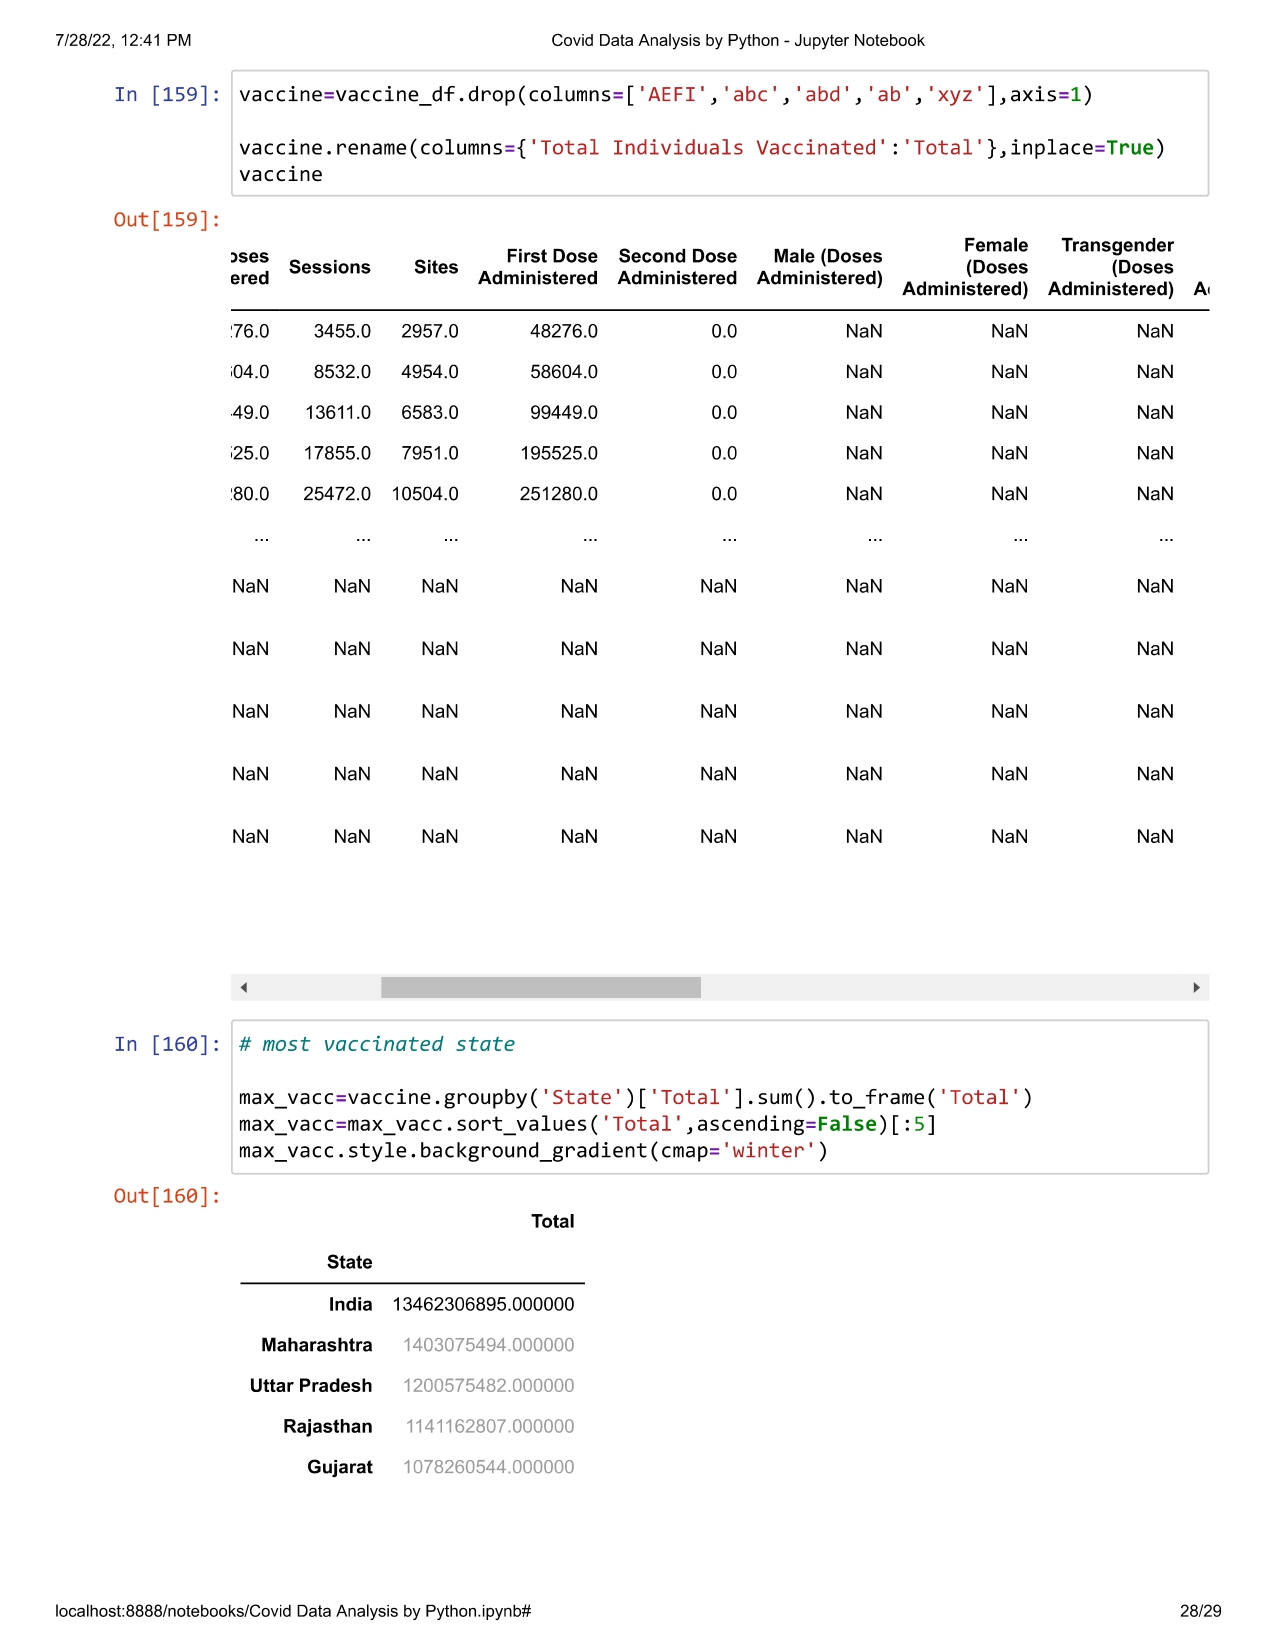 7/28/22, 12:41 PM Covid Data Analysis by Python - Jupyter Notebook
In [159]: vaccine=vaccine_df.drop(columns=['AEFI','abc','abd','ab','xyz'],axis=1)
vaccine.rename(columns={'Total Individuals Vaccinated':'Total'},inplace=True)
vaccine
Out[159]:
Sessions Sites First Dose Administered Second Dose Administered Male (Doses Administered) Female (Doses Administered) Transgender (Doses Administered)
76.0 3455.0 2957.0 48276.0 0.0 NaN NaN NaN
04.0 8532.0 4954.0 58604.0 0.0 NaN NaN NaN
49.0 13611.0 6583.0 99449.0 0.0 NaN NaN NaN
25.0 17855.0 7951.0 195525.0 0.0 NaN NaN NaN
80.0 25472.0 10504.0 251280.0 0.0 NaN NaN NaN
... ... ... ... ... ... ... ...
NaN NaN NaN NaN NaN NaN NaN NaN
NaN NaN NaN NaN NaN NaN NaN NaN
NaN NaN NaN NaN NaN NaN NaN NaN
NaN NaN NaN NaN NaN NaN NaN NaN
NaN NaN NaN NaN NaN NaN NaN NaN
In [160]: # most vaccinated state
max_vacc=vaccine.groupby('State')['Total'].sum().to_frame('Total')
max_vacc=max_vacc.sort_values('Total',ascending=False)[:5]
max_vacc.style.background_gradient(cmap='winter')
Out[160]:
Total
State
India 13462306895.000000
Maharashtra 1403075494.000000
Uttar Pradesh 1200575482.000000
Rajasthan 1141162807.000000
Gujarat 1078260544.000000
localhost:8888/notebooks/Covid Data Analysis by Python.ipynb# 28/29